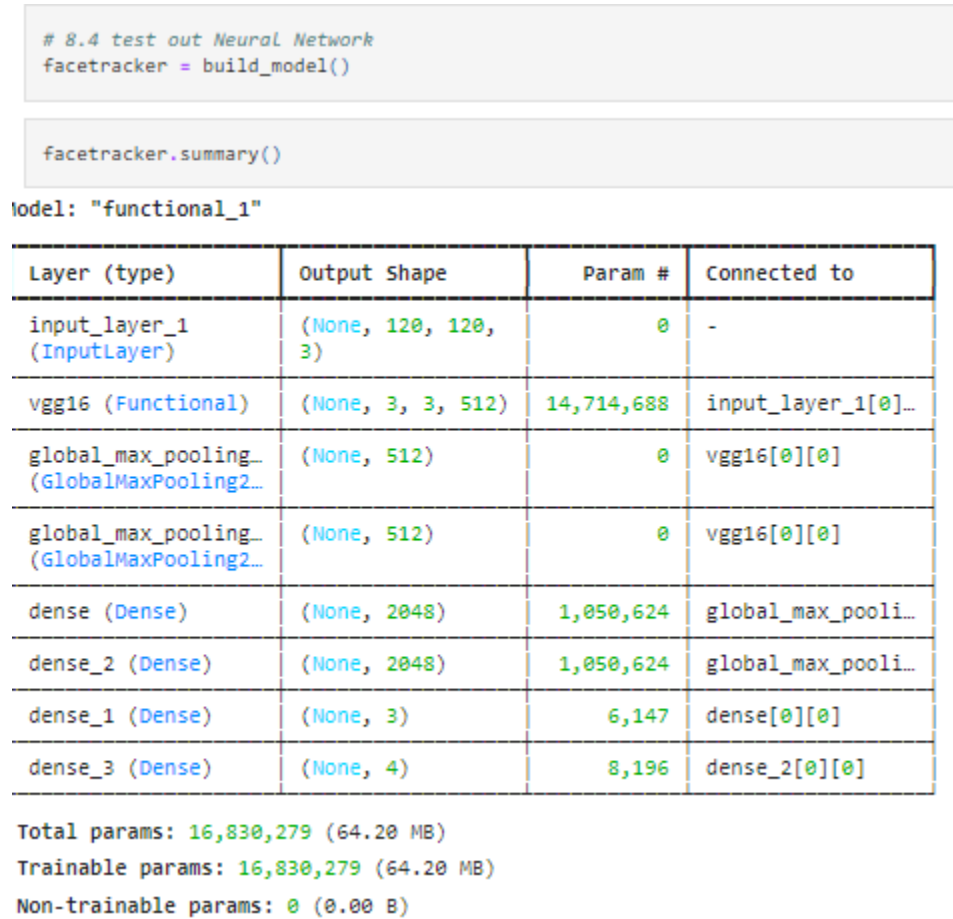 # 8.4 test out Neural Network
facetracker = build_model()
facetracker.summary()
Model: "functional_1"
Layer (type) Output Shape Param # Connected to
input_layer_1 (None, 120, 120, 0 -
(InputLayer) 3)
vgg16 (Functional) (None, 3, 3, 512) 14,714,688 input_layer_1[0]…
global_max_pooling… (None, 512) 0 vgg16[0][0]
(GlobalMaxPooling2…
global_max_pooling… (None, 512) 0 vgg16[0][0]
(GlobalMaxPooling2…
dense (Dense) (None, 2048) 1,050,624 global_max_pooli…
dense_2 (Dense) (None, 2048) 1,050,624 global_max_pooli…
dense_1 (Dense) (None, 3) 6,147 dense[0][0]
dense_3 (Dense) (None, 4) 8,196 dense_2[0][0]
Total params: 16,830,279 (64.20 MB)
Trainable params: 16,830,279 (64.20 MB)
Non-trainable params: 0 (0.00 B)